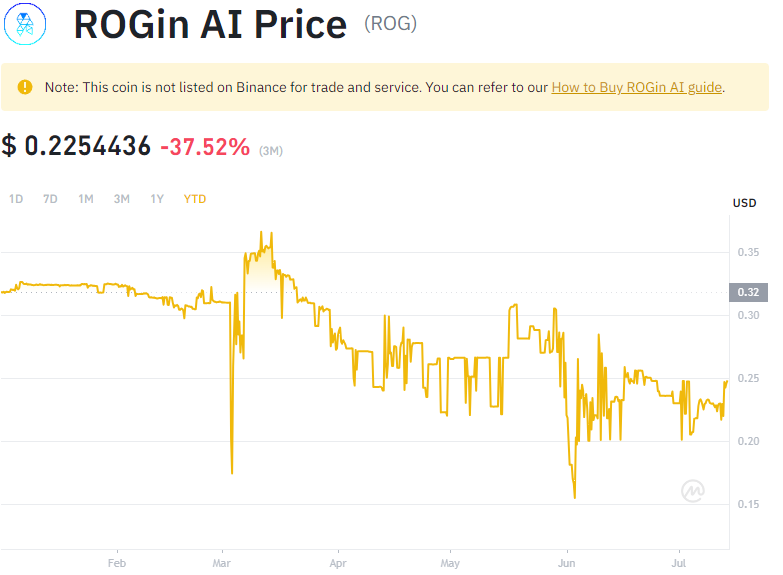 ROGin AI Price (ROG)
Note: This coin is not listed on Binance for trade and service. You can refer to our How to Buy ROGin AI guide.
$ 0.2254436 -37.52% (3M)
1D 7D 1M 3M 1Y YTD
USD
0.35
0.32
0.30
0.25
0.20
0.15
Feb Mar Apr May Jun Jul